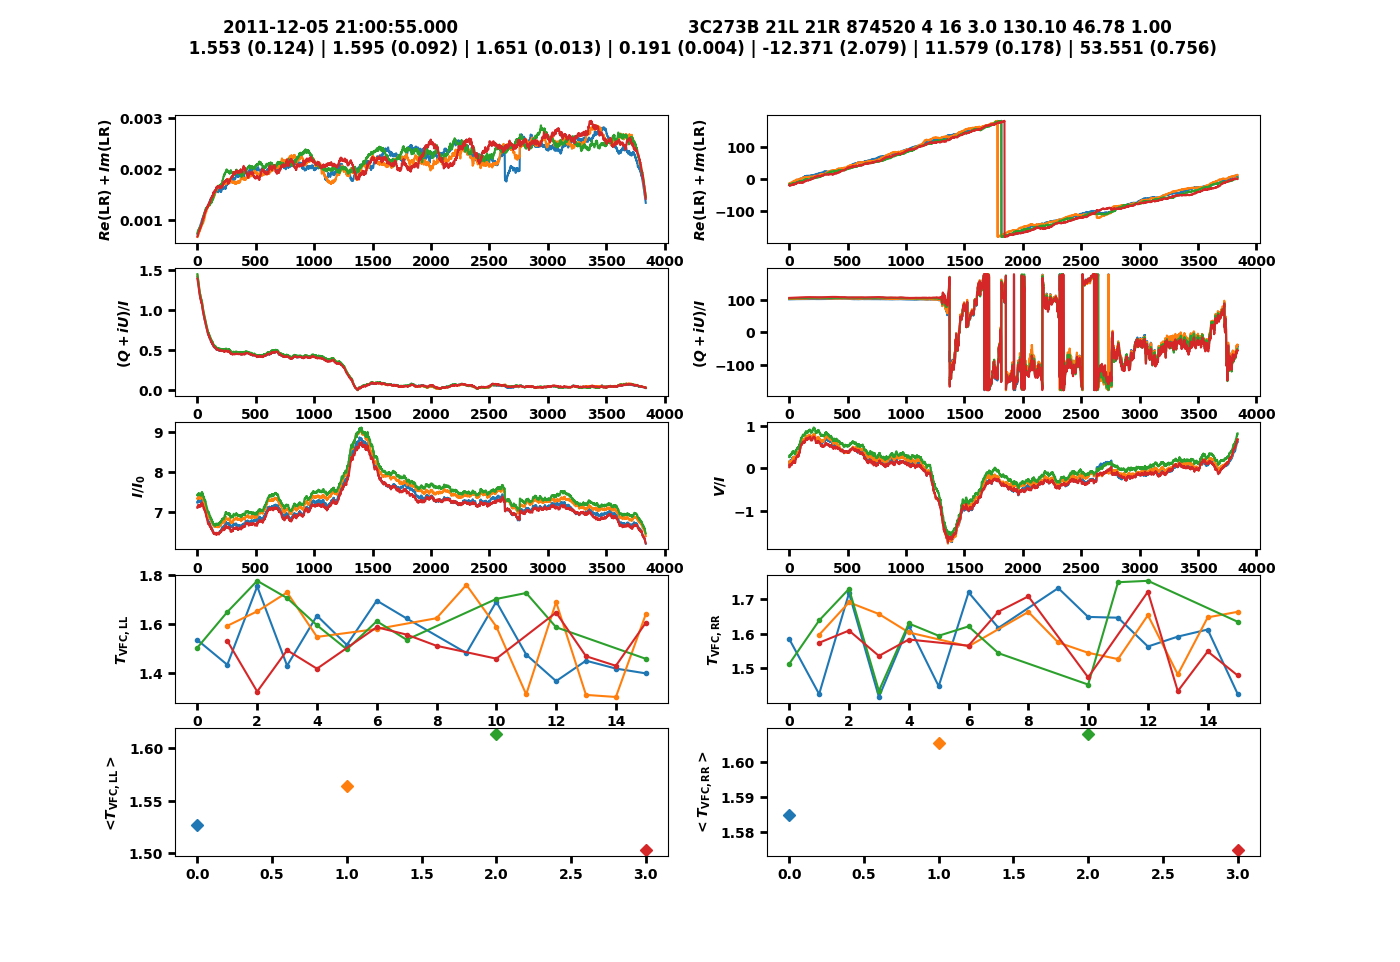 2011-12-05 21:00:55.000 3C273B 21L 21R 874520 4 16 3.0 130.10 46.78 1.00
1.553 (0.124) | 1.595 (0.092) | 1.651 (0.013) | 0.191 (0.004) | -12.371 (2.079) | 11.579 (0.178) | 53.551 (0.756)
Re(LR) + Im(LR)
0.003
0.002
0.001
0 500 1000 1500 2000 2500 3000 3500 4000
Re(LR) + Im(LR)
100
0
−100
0 500 1000 1500 2000 2500 3000 3500 4000
(Q + iU)/I
1.5
1.0
0.5
0.0
0 500 1000 1500 2000 2500 3000 3500 4000
(Q + iU)/I
100
0
−100
0 500 1000 1500 2000 2500 3000 3500 4000
I/I0
9
8
7
0 500 1000 1500 2000 2500 3000 3500 4000
V/I
1
0
−1
0 500 1000 1500 2000 2500 3000 3500 4000
TVFC, LL
1.8
1.6
1.4
0 2 4 6 8 10 12 14
TVFC, RR
1.7
1.6
1.5
0 2 4 6 8 10 12 14
<TVFC, LL >
1.60
1.55
1.50
0.0 0.5 1.0 1.5 2.0 2.5 3.0
< TVFC, RR >
1.60
1.59
1.58
0.0 0.5 1.0 1.5 2.0 2.5 3.0